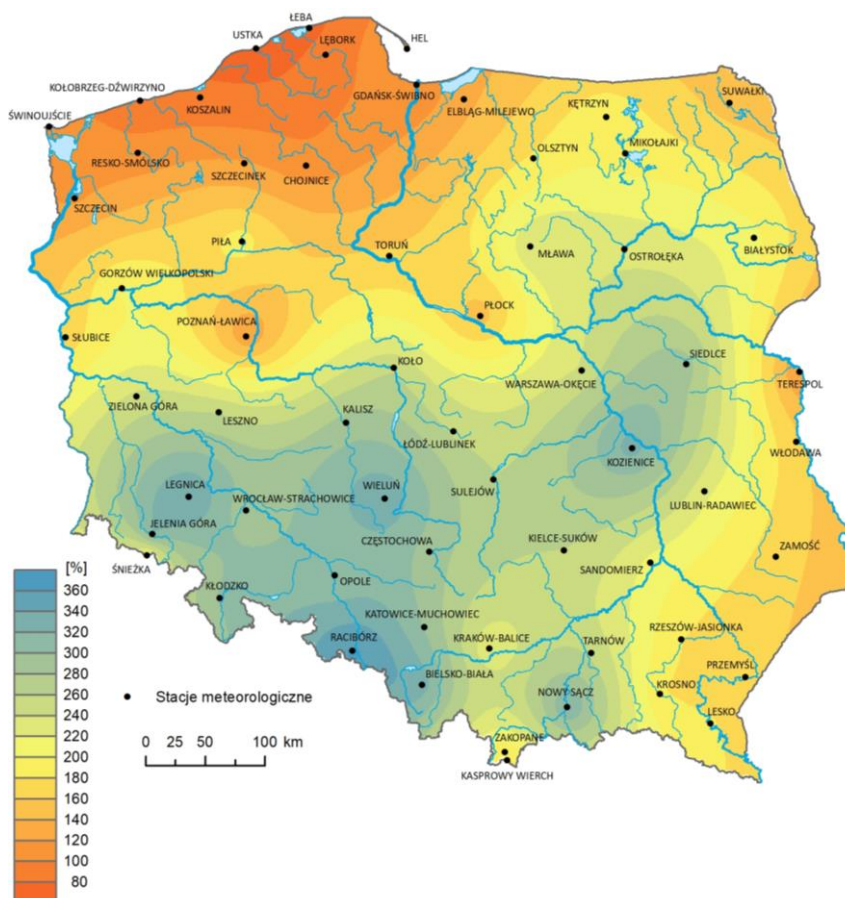 ŁEBA
USTKA
HEL
LĘBORK
KOŁOBRZEG-DŹWIRZYNO
GDAŃSK-ŚWIBNO
SUWAŁKI
KOSZALIN
KĘTRZYN
ELBLĄG-MILEJEWO
ŚWINOUJŚCIE
MIKOŁAJKI
OLSZTYN
RESKO-SMÓLSKO
SZCZECINEK
CHOJNICE
SZCZECIN
PIŁA
TORUŃ
MŁAWA
OSTROŁĘKA
BIAŁYSTOK
GORZÓW WIELKOPOLSKI
PŁOCK
POZNAŃ-ŁAWICA
SŁUBICE
SIEDLCE
KOŁO
WARSZAWA-OKĘCIE
TERESPOL
ZIELONA GÓRA
LESZNO
KALISZ
ŁÓDŹ-LUBLINEK
WŁODAWA
KOZIENICE
LEGNICA
WIELUŃ
SULEJÓW
WROCŁAW-STRACHOWICE
LUBLIN-RADAWIEC
JELENIA GÓRA
CZĘSTOCHOWA
KIELCE-SUKÓW
ZAMOŚĆ
ŚNIEŻKA
SANDOMIERZ
KŁODZKO
OPOLE
KATOWICE-MUCHOWIEC
RZESZÓW-JASIONKA
RACIBÓRZ
KRAKÓW-BALICE
TARNÓW
PRZEMYŚL
BIELSKO-BIAŁA
KROSNO
NOWY SĄCZ
LESKO
ZAKOPANE
KASPROWY WIERCH
[%]
360
340
320
300
280
260
240
220
200
180
160
140
120
100
80
Stacje meteorologiczne
0 25 50 100 km